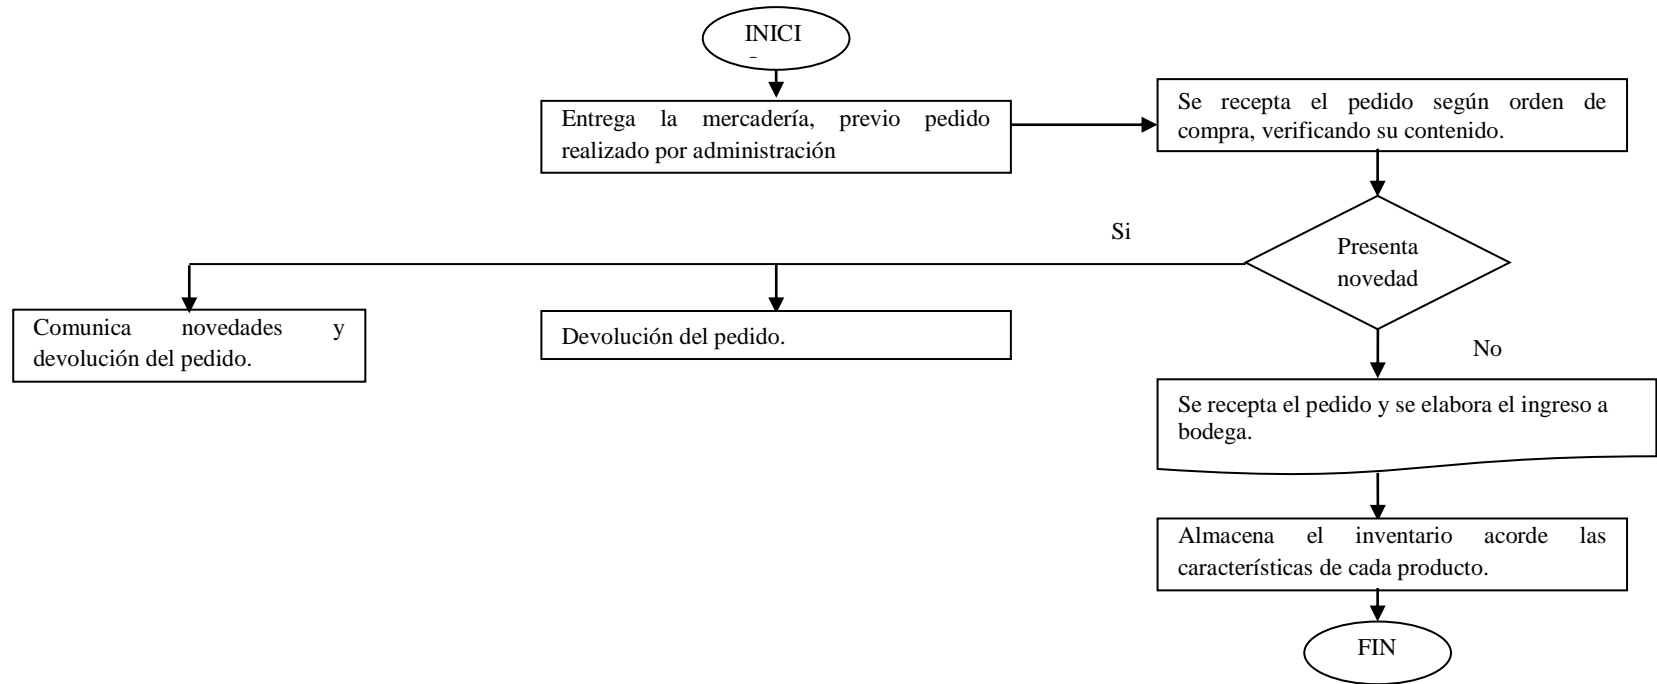 INICI
Entrega la mercadería, previo pedido
realizado por administración
Se recepta el pedido según orden de
compra, verificando su contenido.
Si
Presenta
novedad
Comunica novedades y
devolución del pedido.
Devolución del pedido.
No
Se recepta el pedido y se elabora el ingreso a
bodega.
Almacena el inventario acorde las
características de cada producto.
FIN